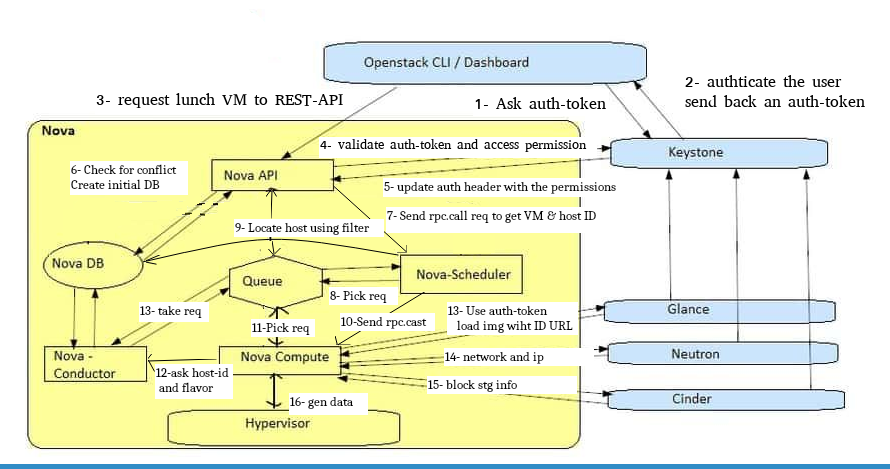 Openstack CLI / Dashboard
2- authticate the user
send back an auth-token
3- request lunch VM to REST-API
1- Ask auth-token
Nova
4- validate auth-token and access permission
Keystone
6- Check for conflict
Create initial DB
Nova API
5- update auth header with the permissions
7- Send rpc.call req to get VM & host ID
9- Locate host using filter
Nova DB
Queue
Nova-Scheduler
8- Pick req
13- take req
11-Pick req
10-Send rpc.cast
13- Use auth-token
load img wiht ID URL
Glance
Nova -
Conductor
Nova Compute
14- network and ip
Neutron
12-ask host-id
and flavor
15- block stg info
Cinder
16- gen data
Hypervisor